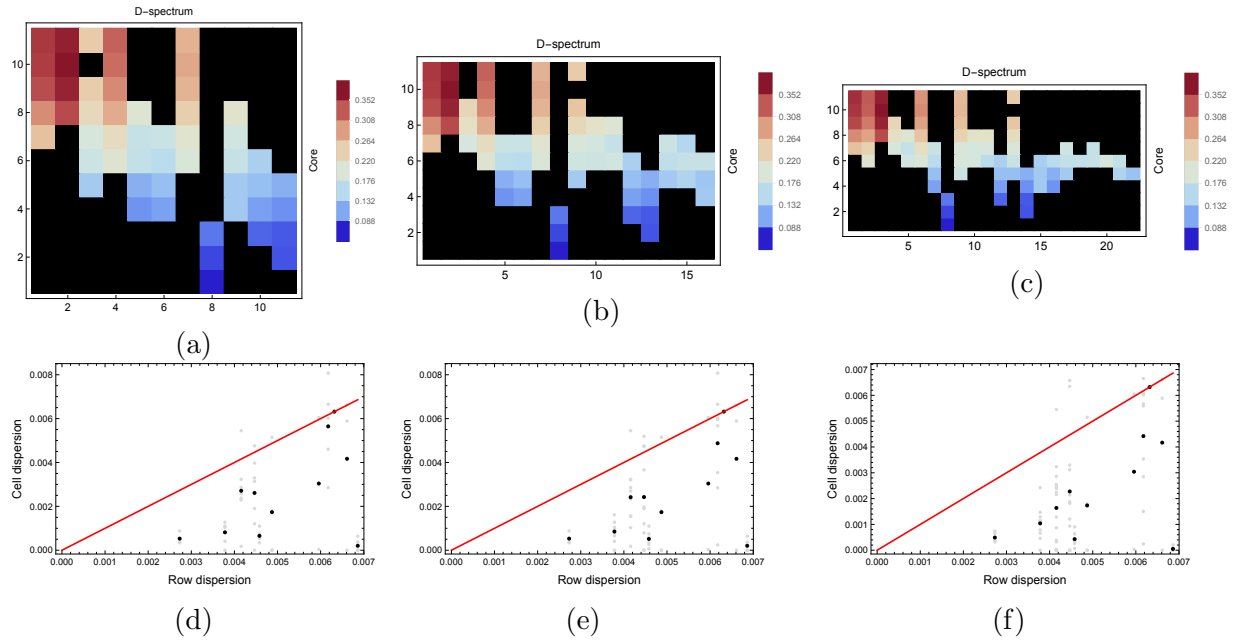 D−spectrum
10
8
6
4
2
2 4 6 8 10
0.352
0.308
0.264
0.220
0.176
0.132
0.088
Core
(a)
D−spectrum
10
8
6
4
2
5 10 15
0.352
0.308
0.264
0.220
0.176
0.132
0.088
Core
(b)
D−spectrum
10
8
6
4
2
5 10 15 20
0.352
0.308
0.264
0.220
0.176
0.132
0.088
Core
(c)
Cell dispersion
0.008
0.006
0.004
0.002
0.000
0.000 0.001 0.002 0.003 0.004 0.005 0.006 0.007
Row dispersion
(d)
Cell dispersion
0.008
0.006
0.004
0.002
0.000
0.000 0.001 0.002 0.003 0.004 0.005 0.006 0.007
Row dispersion
(e)
Cell dispersion
0.007
0.006
0.005
0.004
0.003
0.002
0.001
0.000
0.000 0.001 0.002 0.003 0.004 0.005 0.006 0.007
Row dispersion
(f)